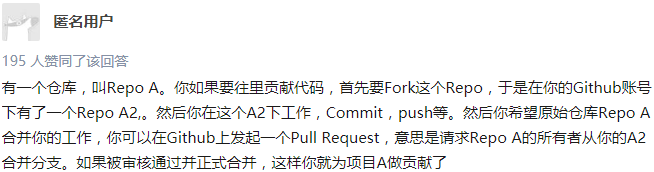 匿名用户
195 人赞同了该回答
有一个仓库，叫Repo A。你如果要往里贡献代码，首先要Fork这个Repo，于是在你的Github账号
下有了一个Repo A2,。然后你在这个A2下工作，Commit，push等。然后你希望原始仓库Repo A
合并你的工作，你可以在Github上发起一个Pull Request，意思是请求Repo A的所有者从你的A2
合并分支。如果被审核通过并正式合并，这样你就为项目A做贡献了